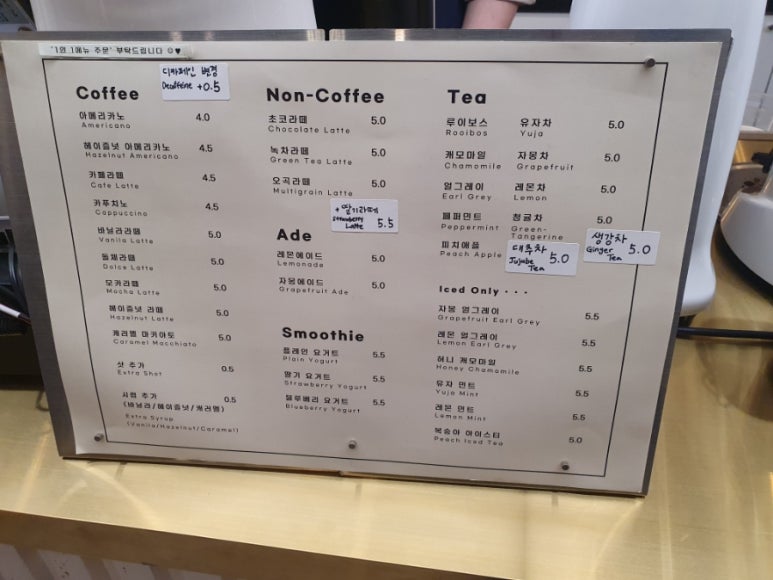 '1인 1메뉴 주문' 부탁드립니다 ☺♥
Coffee
디카페인 변경
Decaffeine +0.5
아메리카노 4.0
Americano
헤이즐넛 아메리카노 4.5
Hazelnut Americano
카페라떼 4.5
Cafe Latte
카푸치노 4.5
Cappuccino
바닐라라떼 5.0
Vanila Latte
돌체라떼 5.0
Dolce Latte
모카라떼 5.0
Mocha Latte
헤이즐넛 라떼 5.0
Hazelnut Latte
캐러멜 마키아토 5.0
Caramel Macchiato
샷 추가 0.5
Extra Shot
시럽 추가 0.5
(바닐라/헤이즐넛/캐러멜)
Extra Syrup
(Vanila/Hazelnut/Caramel)
Non-Coffee
초코라떼 5.0
Chocolate Latte
녹차라떼 5.0
Green Tea Latte
오곡라떼 5.0
Multigrain Latte
+ 딸기라떼
Strawberry
Latte 5.5
Ade
레몬에이드 5.0
Lemonade
자몽에이드 5.0
Grapefruit Ade
Smoothie
플레인 요거트 5.5
Plain Yogurt
딸기 요거트 5.5
Strawberry Yogurt
블루베리 요거트 5.5
Blueberry Yogurt
Tea
루이보스 유자차 5.0
Rooibos Yuja
캐모마일 자몽차 5.0
Chamomile Grapefruit
얼그레이 레몬차 5.0
Earl Grey Lemon
페퍼민트 청귤차 5.0
Peppermint Green-
Tangerine
피치애플
Peach Apple
대추차 5.0
Jujube
Tea
생강차 5.0
Ginger
Tea
Iced Only · · ·
자몽 얼그레이 5.5
Grapefruit Earl Grey
레몬 얼그레이 5.5
Lemon Earl Grey
허니 캐모마일 5.5
Honey Chamomile
유자 민트 5.5
Yuja Mint
레몬 민트 5.5
Lemon Mint
복숭아 아이스티 5.0
Peach Iced Tea